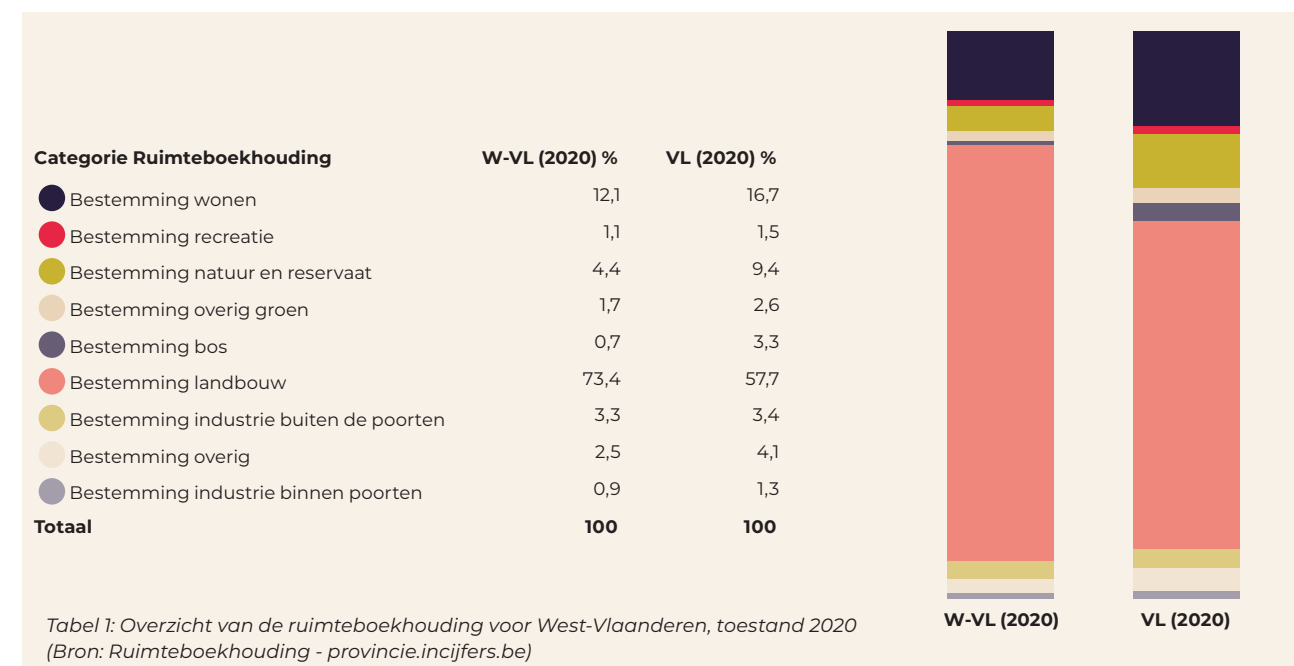 Categorie Ruimteboekhouding W-VL (2020) % VL (2020) %
Bestemming wonen 12,1 16,7
Bestemming recreatie 1,1 1,5
Bestemming natuur en reservaat 4,4 9,4
Bestemming overig groen 1,7 2,6
Bestemming bos 0,7 3,3
Bestemming landbouw 73,4 57,7
Bestemming industrie buiten de poorten 3,3 3,4
Bestemming overig 2,5 4,1
Bestemming industrie binnen poorten 0,9 1,3
Totaal 100 100
W-VL (2020) VL (2020)
Tabel 1: Overzicht van de ruimteboekhouding voor West-Vlaanderen, toestand 2020
(Bron: Ruimteboekhouding - provincie.incijfers.be)